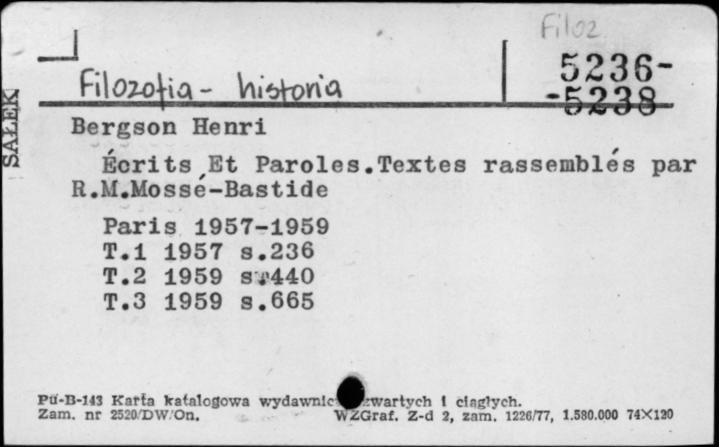 Filoz
5236-
-5238
Filozofia - historia
SAŁEK
Bergson Henri
Écrits Et Paroles.Textes rassemblés par
R.M.Mossé-Bastide
Paris 1957-1959
T.1 1957 s.236
T.2 1959 s.440
T.3 1959 s.665
Pu-B-143 Karta katalogowa wydawnic zwartych i ciągłych.
Zam. nr 2520/DW/On. WZGraf. Z-d 2, zam. 1226/77, 1.580.000 74×120